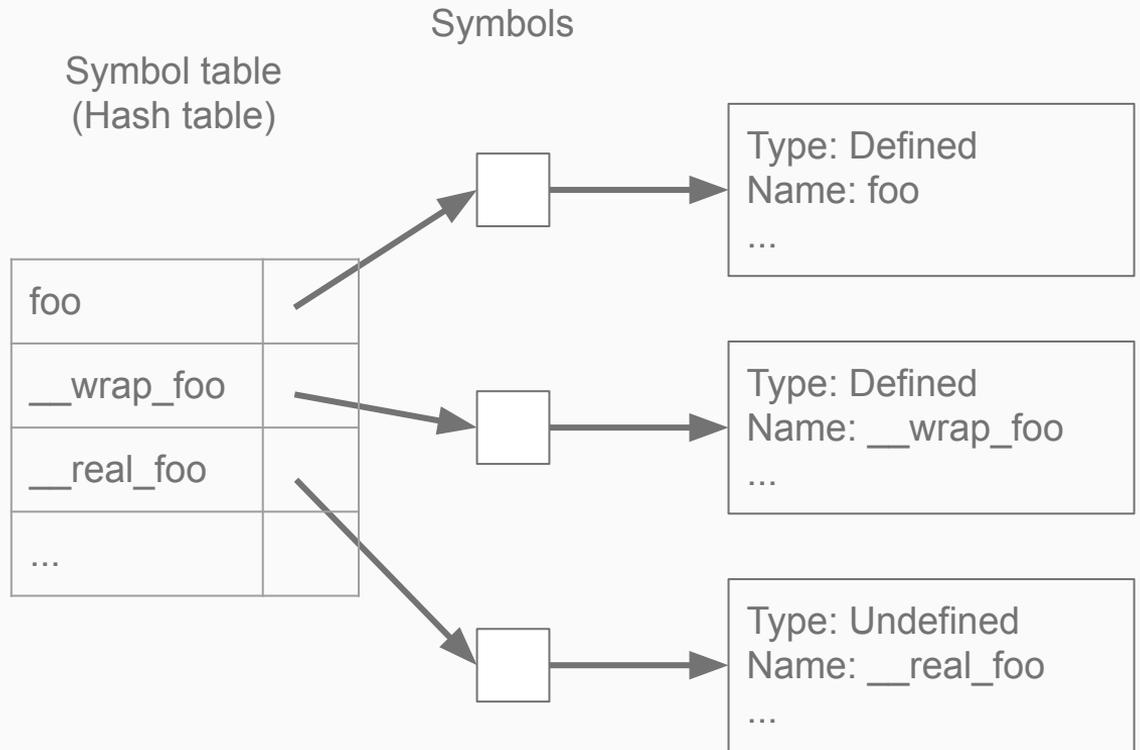 Symbols
Symbol table
(Hash table)
foo
__wrap_foo
__real_foo
...
Type: Defined
Name: foo
...
Type: Defined
Name: __wrap_foo
...
Type: Undefined
Name: __real_foo
...